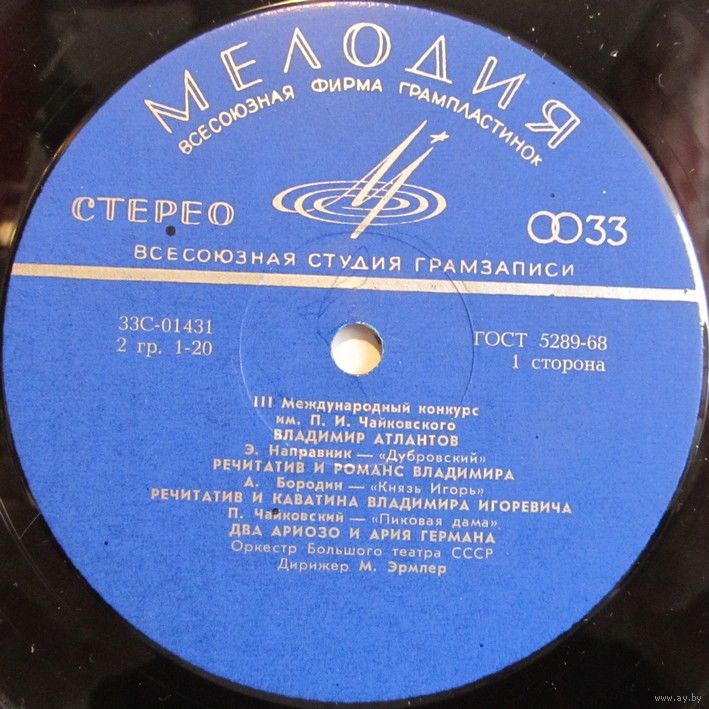 МЕЛОДИЯ
ВСЕСОЮЗНАЯ ФИРМА ГРАМПЛАСТИНОК
СТЕРЕО
33
ВСЕСОЮЗНАЯ СТУДИЯ ГРАМЗАПИСИ
33С-01431
2 гр. 1-20
ГОСТ 5289-68
1 сторона
III Международный конкурс
им. П. И. Чайковского
ВЛАДИМИР АТЛАНТОВ
Э. Направник — «Дубровский»
РЕЧИТАТИВ И РОМАНС ВЛАДИМИРА
А. Бородин — «Князь Игорь»
РЕЧИТАТИВ И КАВАТИНА ВЛАДИМИРА ИГОРЕВИЧА
П. Чайковский — «Пиковая дама»
ДВА АРИОЗО И АРИЯ ГЕРМАНА
Оркестр Большого театра СССР
Дирижер М. Эрмлер
www.ay.by